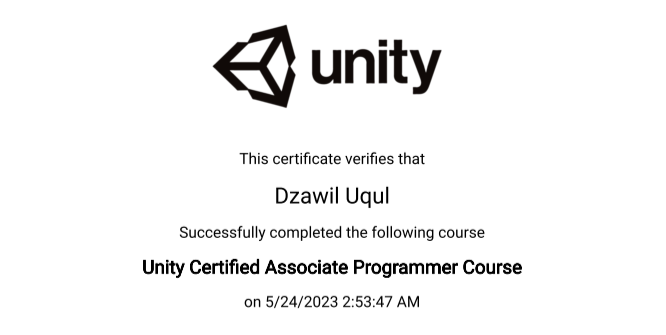 unity
This certificate verifies that
Dzawil Uqul
Successfully completed the following course
Unity Certified Associate Programmer Course
on 5/24/2023 2:53:47 AM